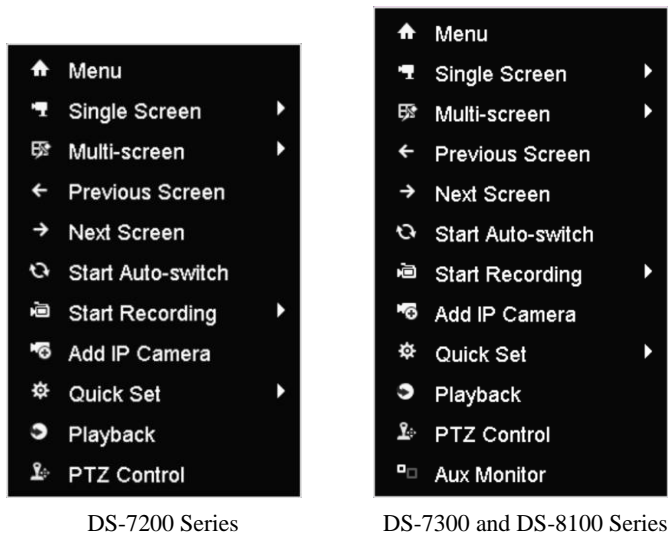 Menu
Single Screen
Multi-screen
Previous Screen
Next Screen
Start Auto-switch
Start Recording
Add IP Camera
Quick Set
Playback
PTZ Control
DS-7200 Series
Menu
Single Screen
Multi-screen
Previous Screen
Next Screen
Start Auto-switch
Start Recording
Add IP Camera
Quick Set
Playback
PTZ Control
Aux Monitor
DS-7300 and DS-8100 Series